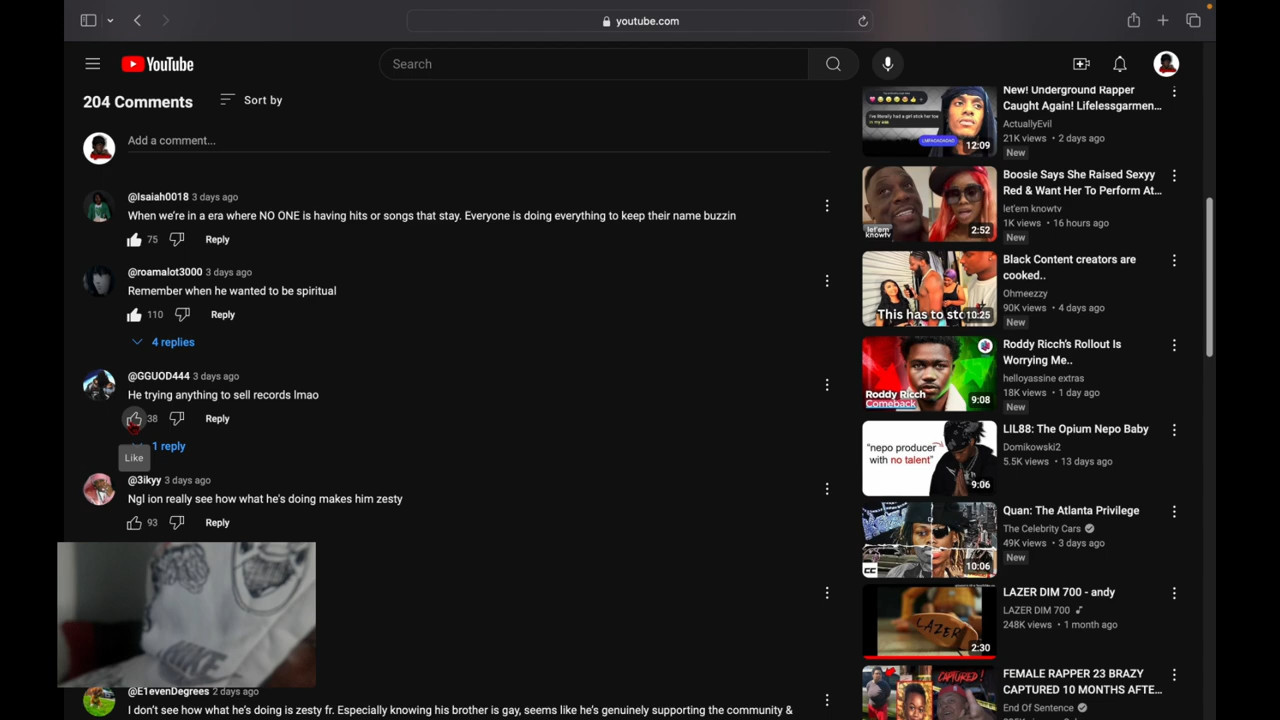 youtube.com
YouTube
Search
204 Comments
Sort by
Add a comment...
@Isaiah0018 3 days ago
When we're in a era where NO ONE is having hits or songs that stay. Everyone is doing everything to keep their name buzzin
75
Reply
@roamalot3000 3 days ago
Remember when he wanted to be spiritual
110
Reply
4 replies
@GGUOD444 3 days ago
He trying anything to sell records lmao
38
Reply
1 reply
Like
@3ikyy 3 days ago
Ngl ion really see how what he's doing makes him zesty
93
Reply
@E1evenDegrees 2 days ago
I don't see how what he's doing is zesty fr. Especially knowing his brother is gay, seems like he's genuinely supporting the community &
12:09
New! Underground Rapper
Caught Again! Lifelessgarmen...
ActuallyEvil
21K views • 2 days ago
New
let'em
knowtv
2:52
Boosie Says She Raised Sexyy
Red & Want Her To Perform At...
let'em knowtv
1K views • 16 hours ago
New
This has to sto
10:25
Black Content creators are
cooked..
Ohmeezzy
90K views • 4 days ago
New
Roddy Ricch
Comeback
9:08
Roddy Ricch's Rollout Is
Worrying Me..
helloyassine extras
18K views • 1 day ago
New
"nepo producer
with no talent"
9:06
LIL88: The Opium Nepo Baby
Domikowski2
5.5K views • 13 days ago
CC
10:06
Quan: The Atlanta Privilege
The Celebrity Cars
49K views • 3 days ago
New
LAZER
2:30
LAZER DIM 700 - andy
LAZER DIM 700
248K views • 1 month ago
CAPTURED!
FEMALE RAPPER 23 BRAZY
CAPTURED 10 MONTHS AFTE...
End Of Sentence